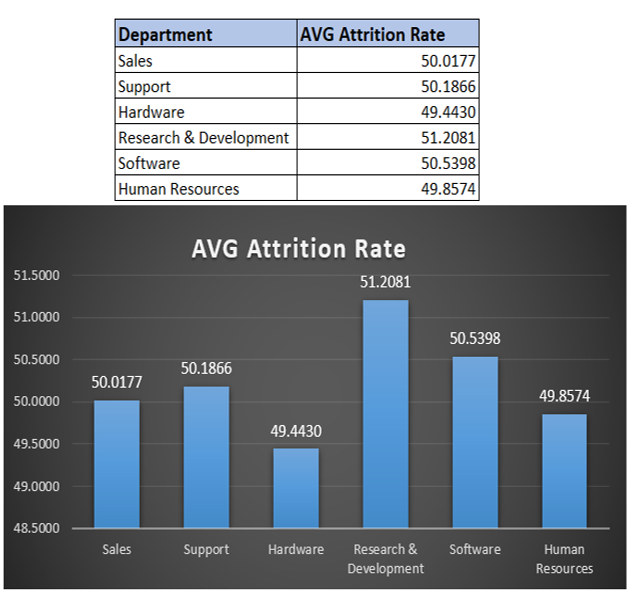 Department AVG Attrition Rate
Sales 50.0177
Support 50.1866
Hardware 49.4430
Research & Development 51.2081
Software 50.5398
Human Resources 49.8574
AVG Attrition Rate
51.5000
51.0000
50.5000
50.0000
49.5000
49.0000
48.5000
50.0177
50.1866
49.4430
51.2081
50.5398
49.8574
Sales
Support
Hardware
Research &
Development
Software
Human
Resources